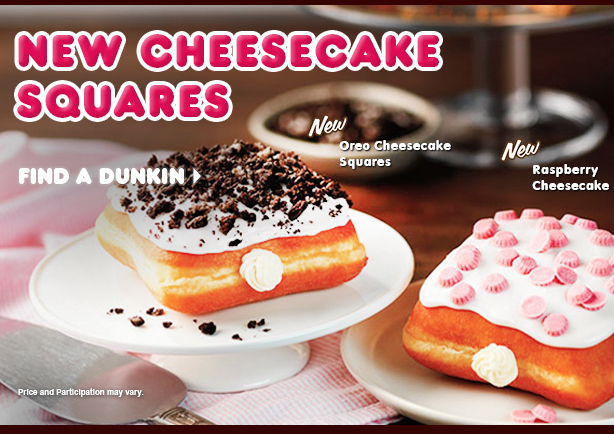 NEW CHEESECAKE
SQUARES
New
Oreo Cheesecake
Squares
New
Raspberry
Cheesecake
FIND A DUNKIN
Price and Participation may vary.